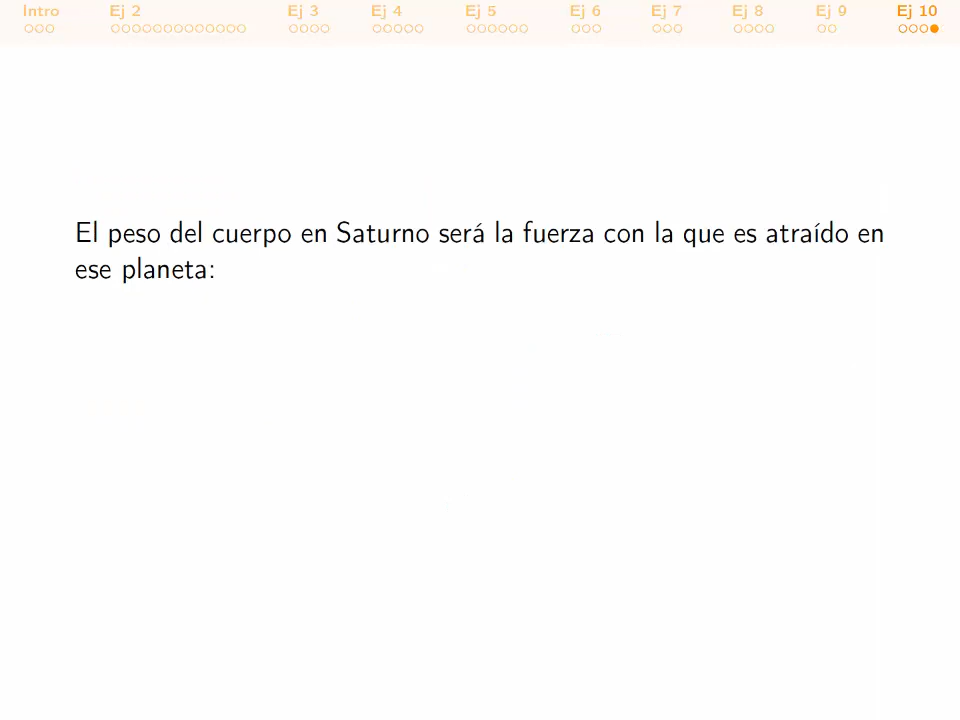 Intro Ej 2 Ej 3 Ej 4 Ej 5 Ej 6 Ej 7 Ej 8 Ej 9 Ej 10
El peso del cuerpo en Saturno será la fuerza con la que es atraído en
ese planeta: